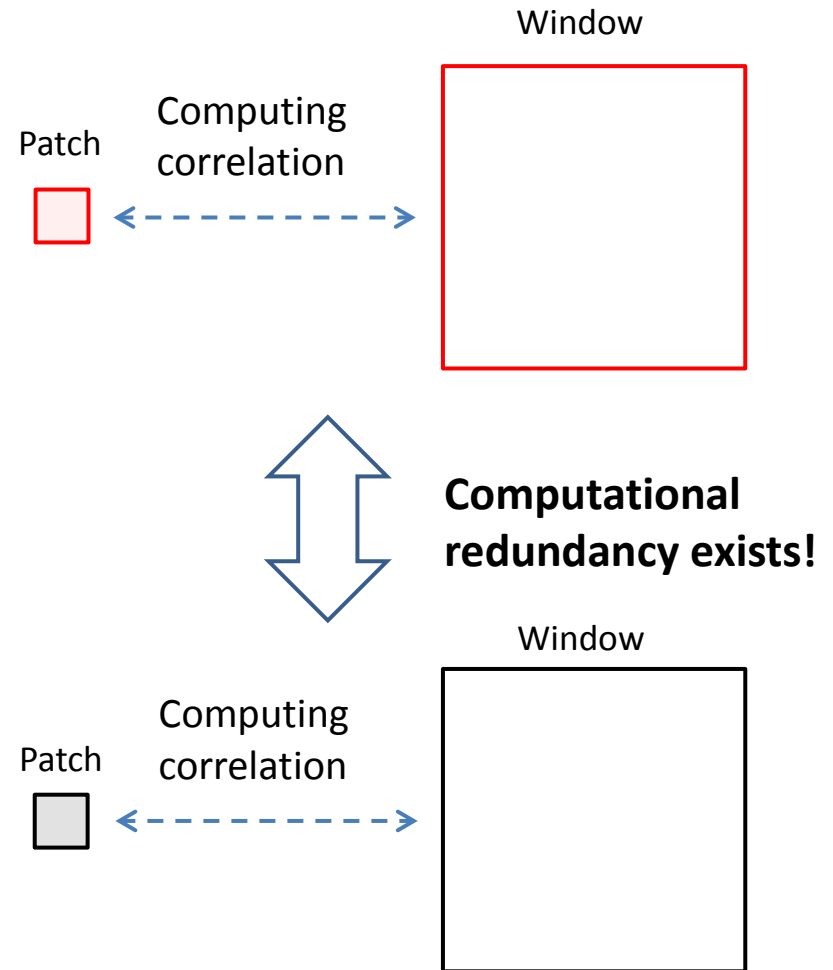 Window
Computing
correlation
Patch
Computational
redundancy exists!
Window
Computing
correlation
Patch